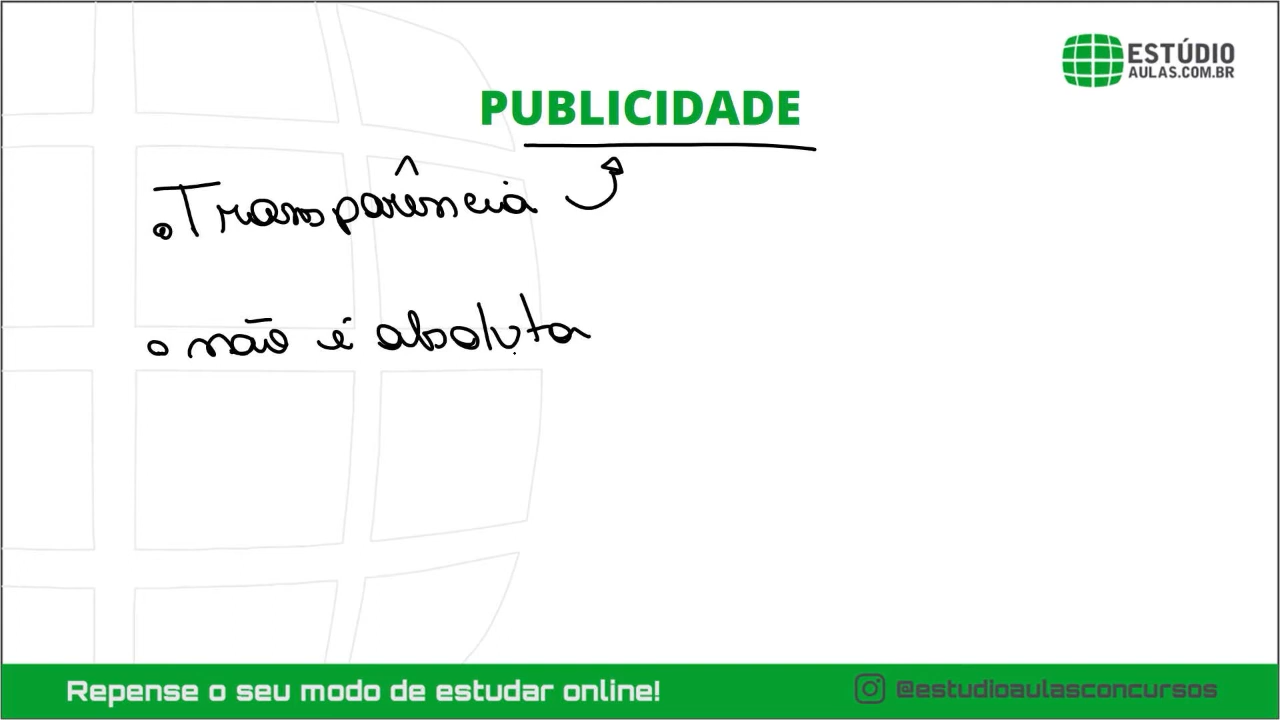 ESTÚDIO
AULAS.COM.BR
PUBLICIDADE
Transparência
não é absoluta
Repense o seu modo de estudar online!
@estudioaulasconcursos